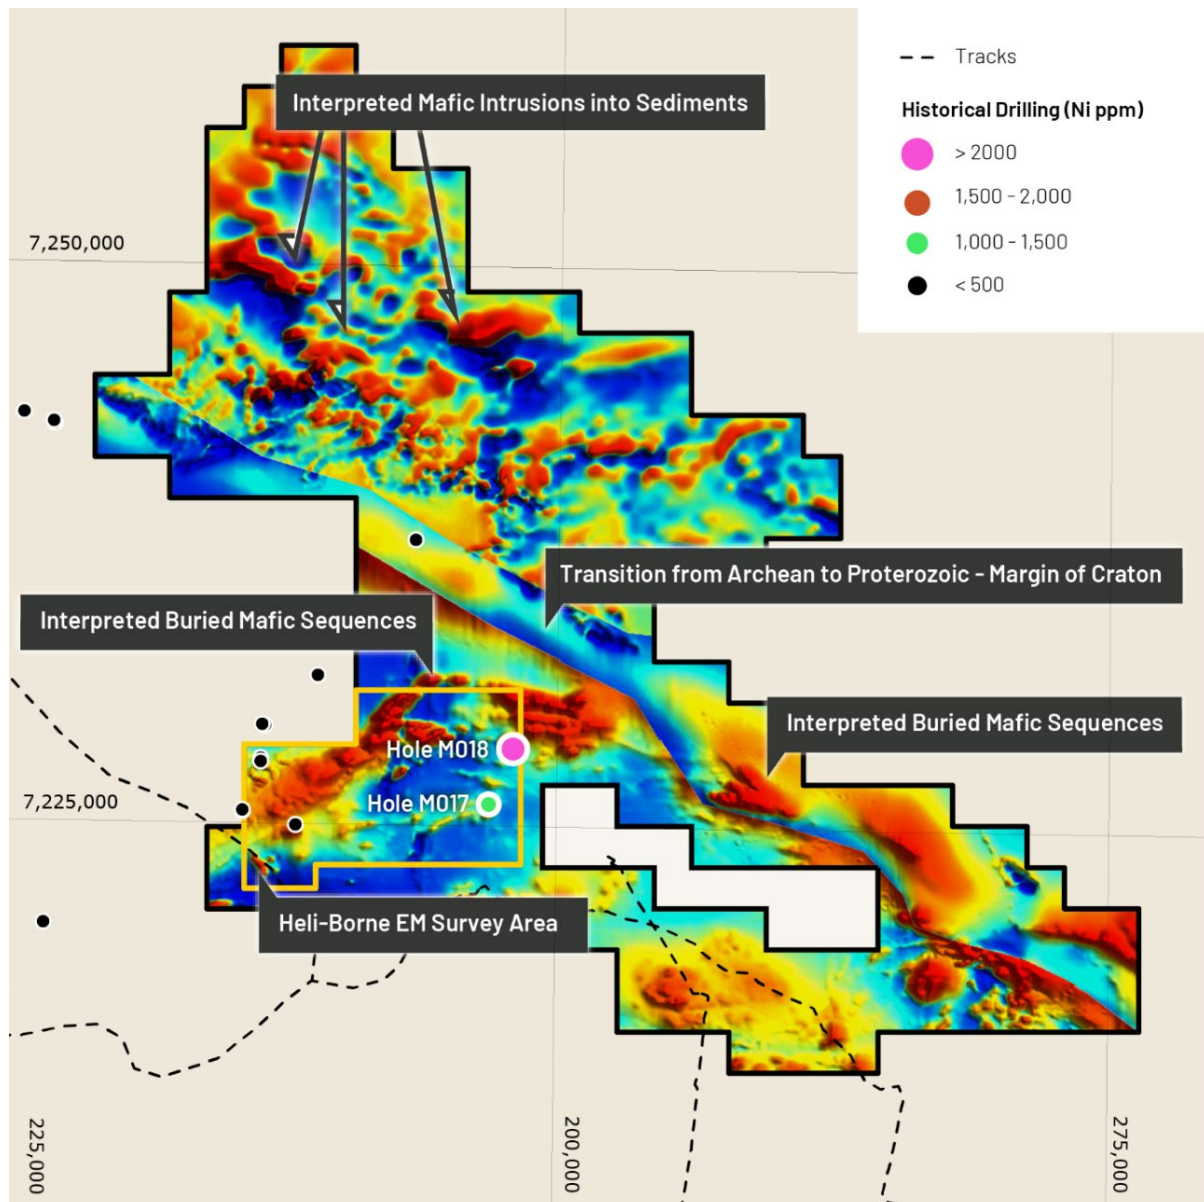 Tracks
Historical Drilling (Ni ppm)
> 2000
1,500 - 2,000
1,000 - 1,500
< 500
Interpreted Mafic Intrusions into Sediments
7,250,000
Transition from Archean to Proterozoic - Margin of Craton
Interpreted Buried Mafic Sequences
Interpreted Buried Mafic Sequences
Hole M018
Hole M017
7,225,000
Heli-Borne EM Survey Area
225,000
200,000
275,000